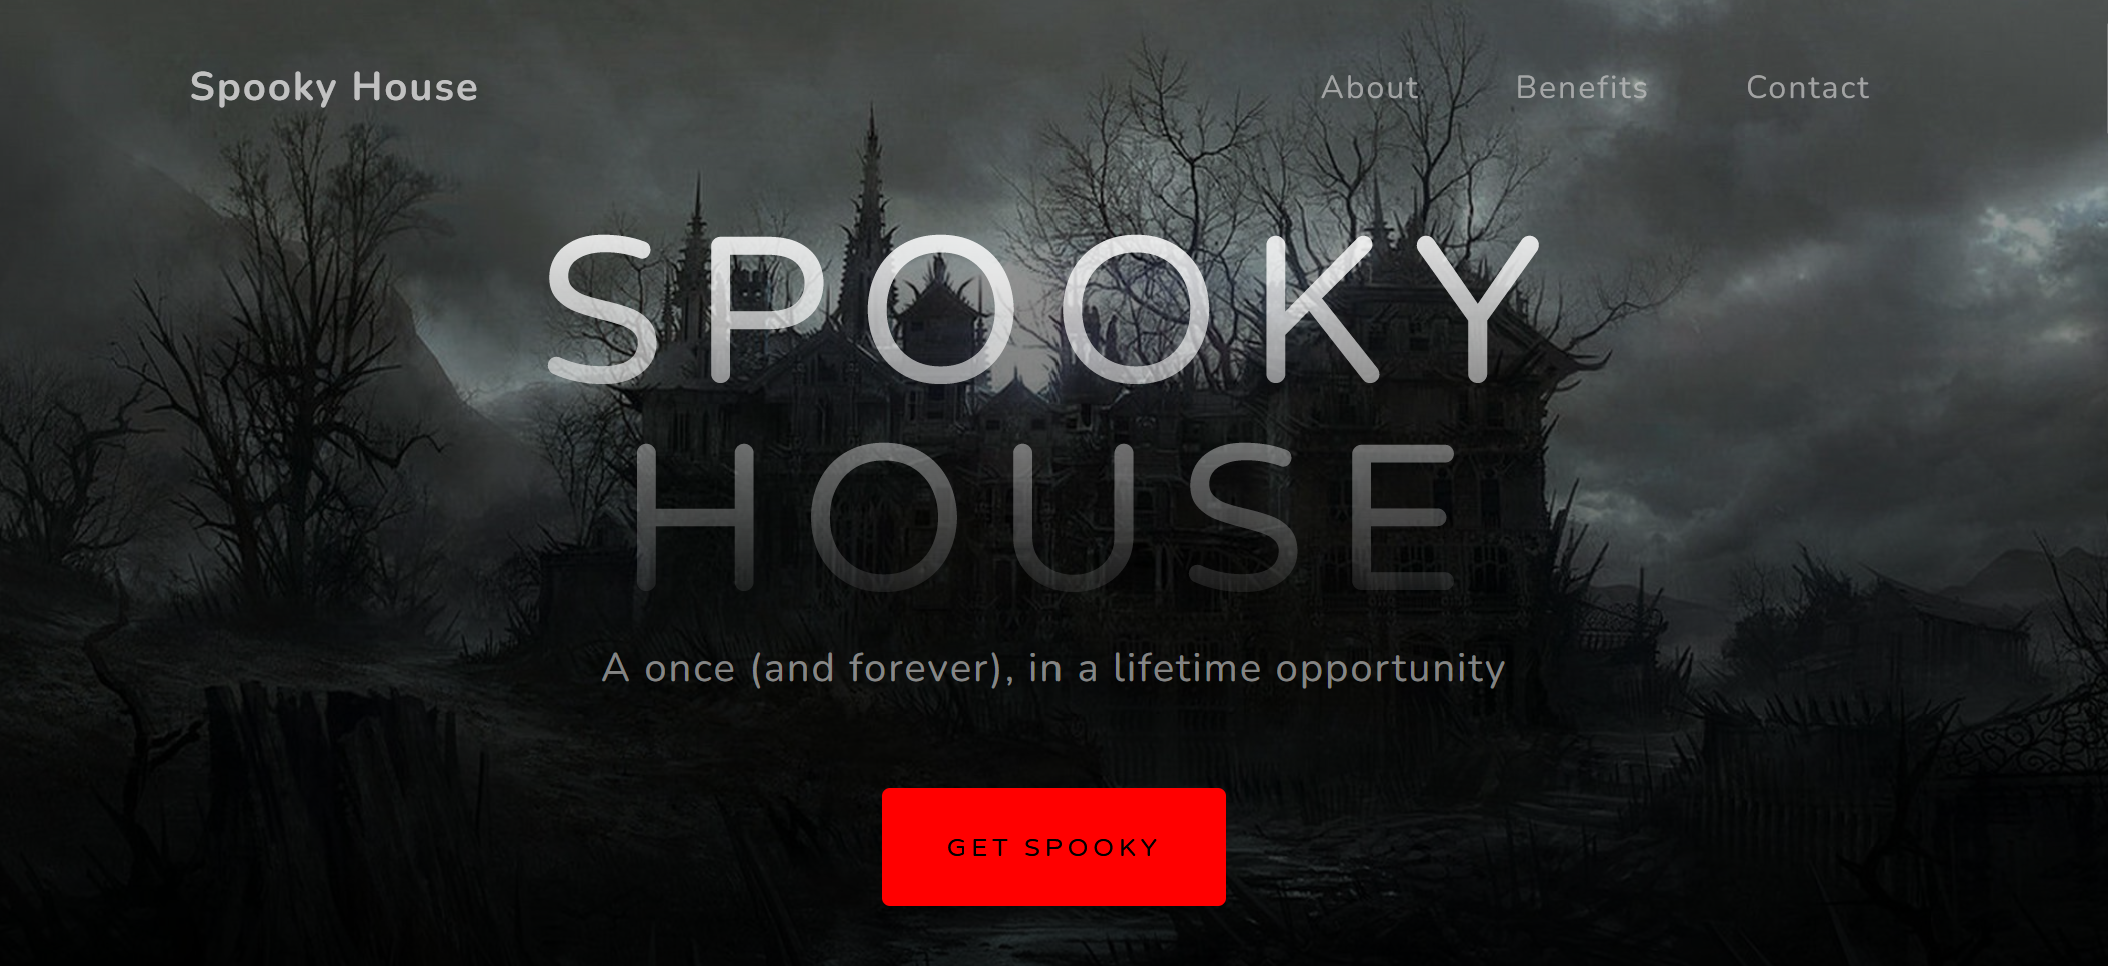 Spooky House
About Benefits Contact
SPOOKY
HOUSE
A once (and forever), in a lifetime opportunity
GET SPOOKY